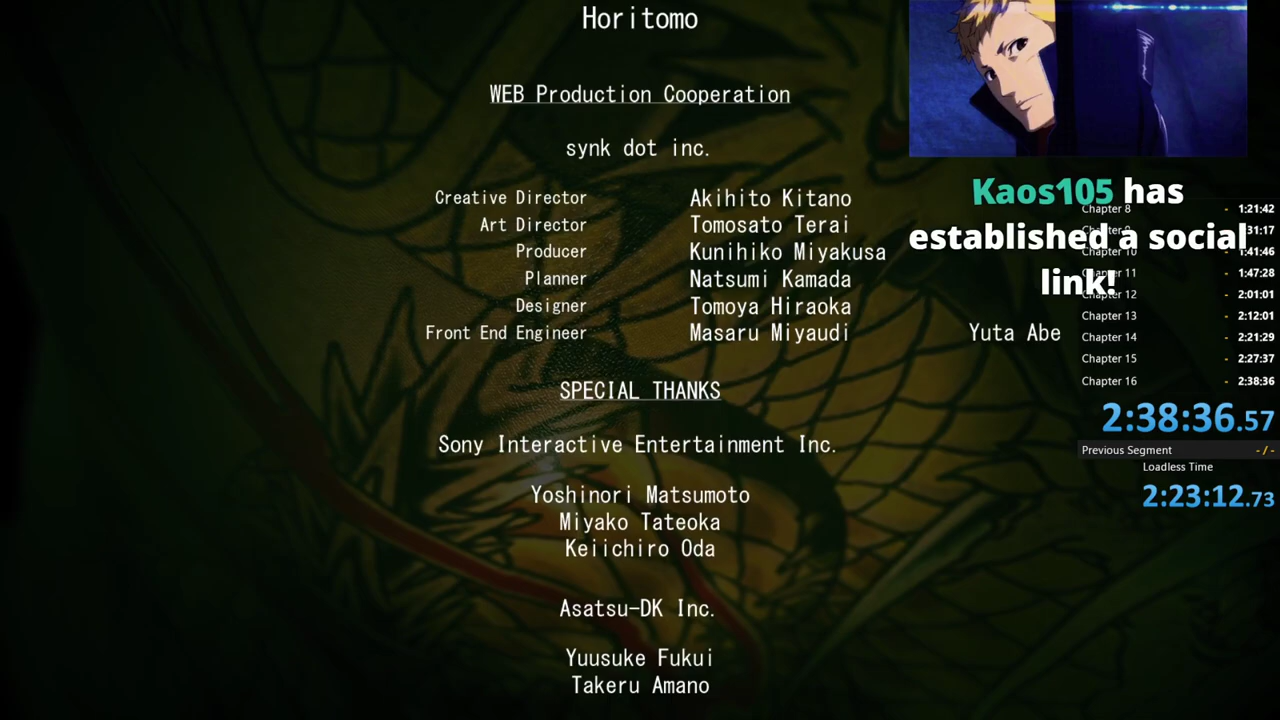 Horitomo
WEB Production Cooperation
synk dot inc.
Creative Director Akihito Kitano
Art Director Tomosato Terai
Producer Kunihiko Miyakusa
Planner Natsumi Kamada
Designer Tomoya Hiraoka
Front End Engineer Masaru Miyaudi Yuta Abe
SPECIAL THANKS
Sony Interactive Entertainment Inc.
Yoshinori Matsumoto
Miyako Tateoka
Keiichiro Oda
Asatsu-DK Inc.
Yuusuke Fukui
Takeru Amano
Kaos105 has
established a social
link!
Chapter 8 - 1:21:42
- 1:31:17
Chapter 10 - 1:41:46
Chapter 11 - 1:47:28
Chapter 12 - 2:01:01
Chapter 13 - 2:12:01
Chapter 14 - 2:21:29
Chapter 15 - 2:27:37
Chapter 16 - 2:38:36
2:38:36.57
Previous Segment - / -
Loadless Time
2:23:12.73